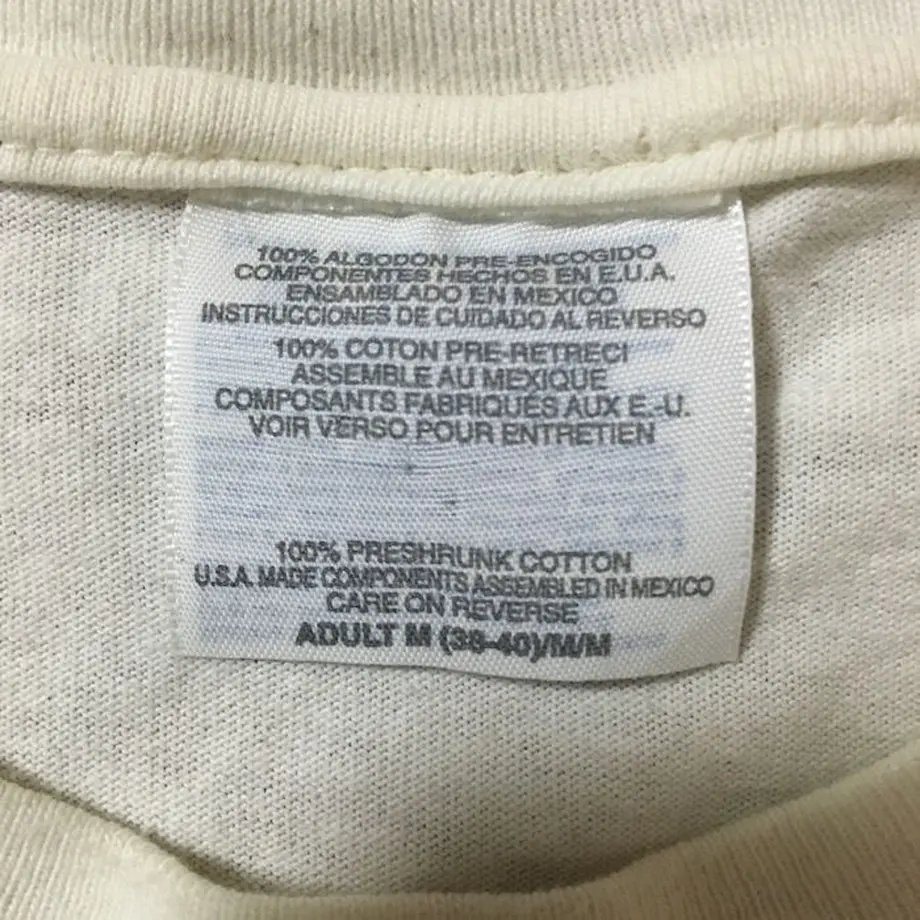 100% ALGODON PRE-ENCOGIDO
COMPONENTES HECHOS EN E.U.A.
ENSAMBLADO EN MEXICO
INSTRUCCIONES DE CUIDADO AL REVERSO
100% COTON PRE-RETRECI
ASSEMBLE AU MEXIQUE
COMPOSANTS FABRIQUÉS AUX E.-U.
VOIR VERSO POUR ENTRETIEN
100% PRESHRUNK COTTON
U.S.A. MADE COMPONENTS ASSEMBLED IN MEXICO
CARE ON REVERSE
ADULT M (38-40)/M/M